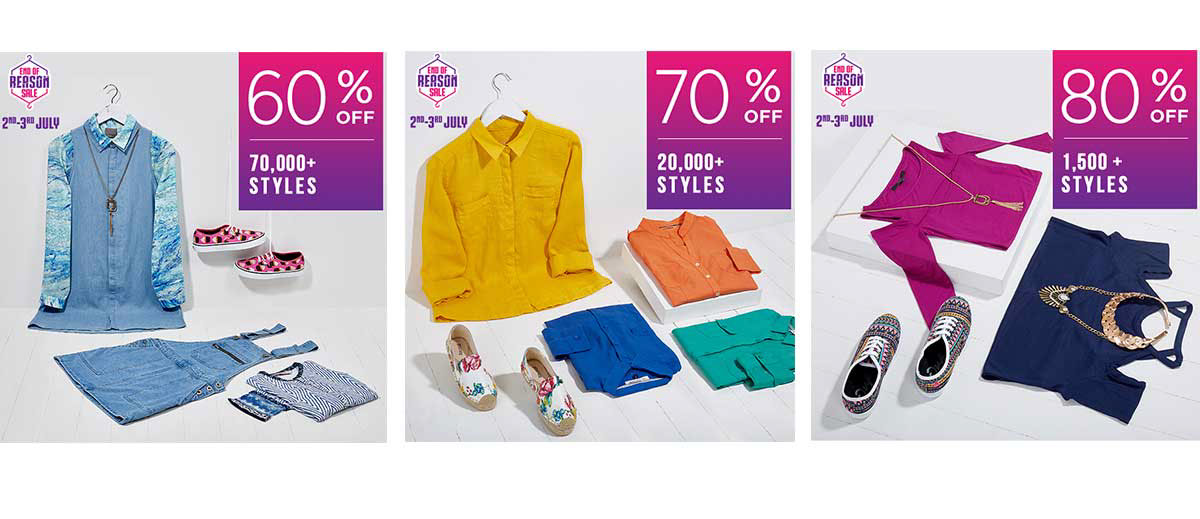 END OF
REASON
SALE
2ND-3RD JULY
60% OFF
70,000+
STYLES
END OF
REASON
SALE
2ND-3RD JULY
70% OFF
20,000+
STYLES
END OF
REASON
SALE
2ND-3RD JULY
80% OFF
1,500 +
STYLES